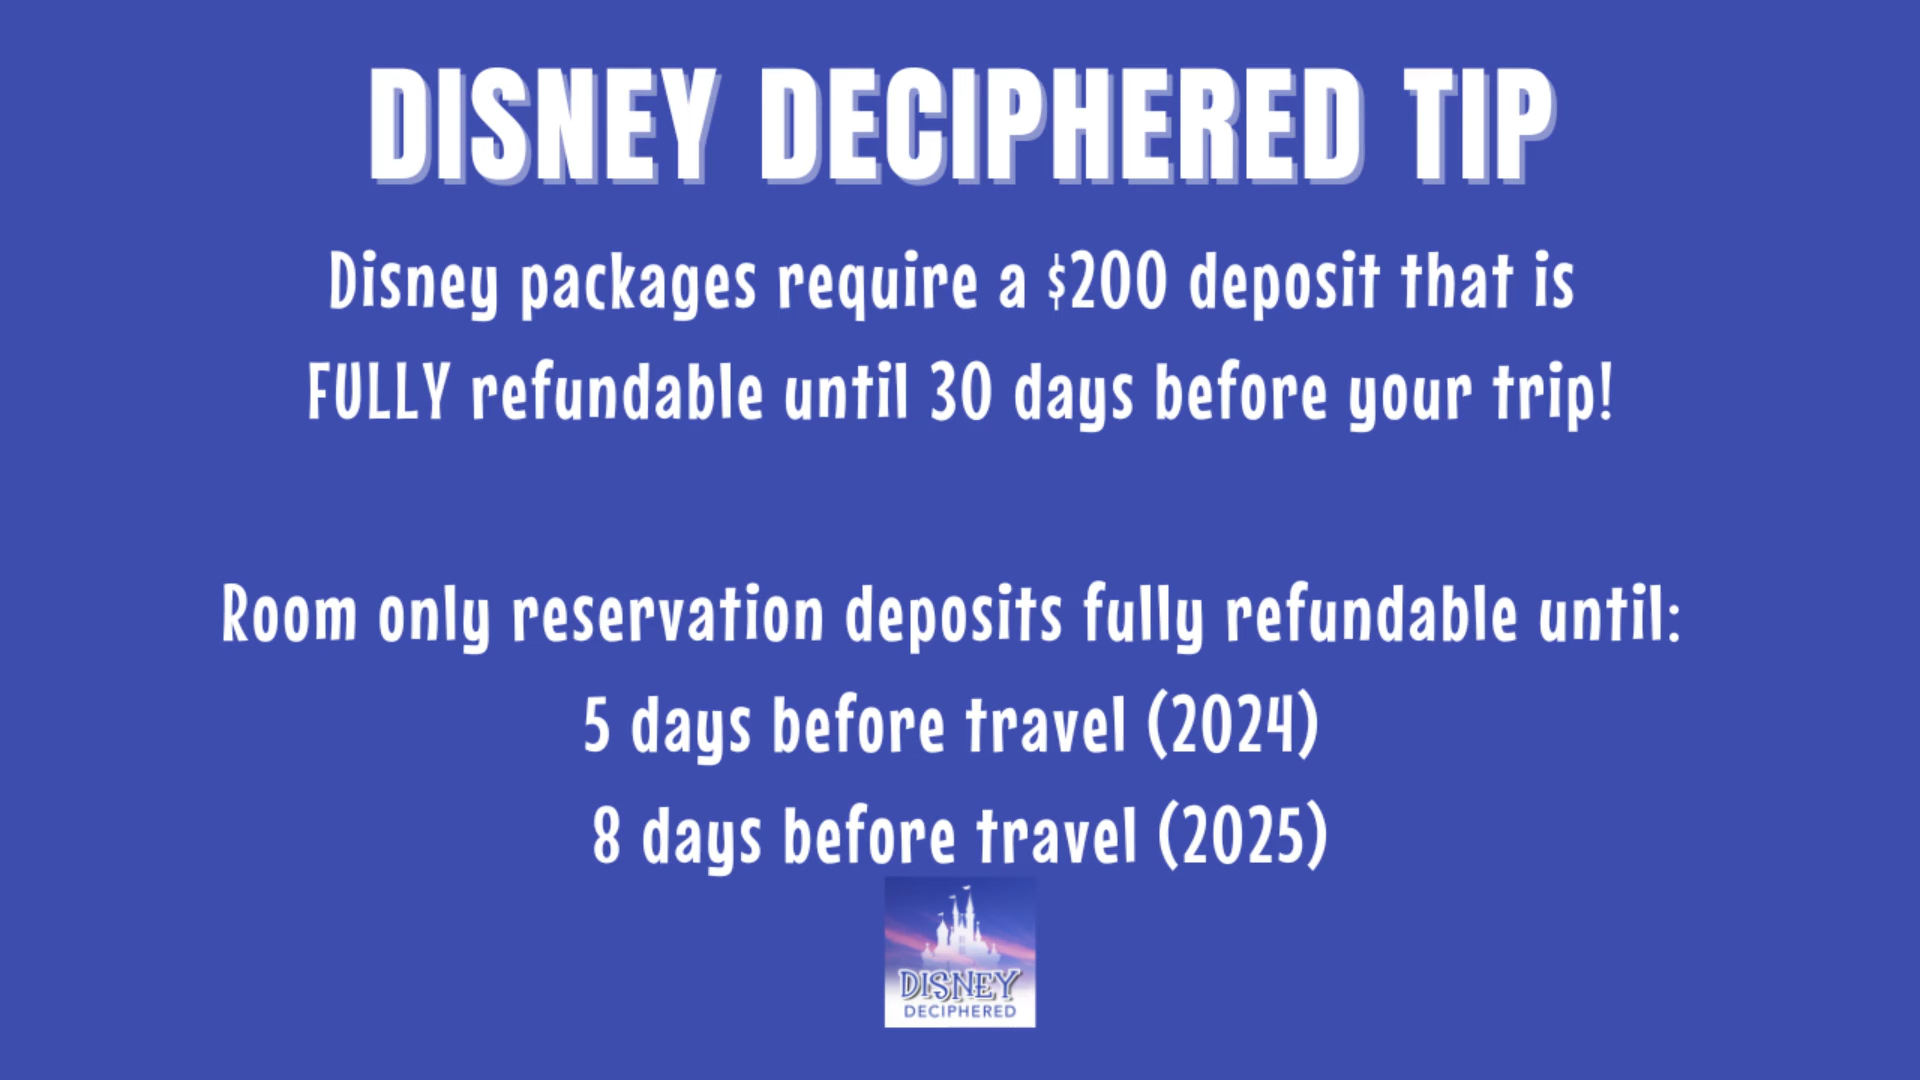 DISNEY DECIPHERED TIP
Disney packages require a $200 deposit that is
FULLY refundable until 30 days before your trip!
Room only reservation deposits fully refundable until:
5 days before travel (2024)
8 days before travel (2025)
DISNEY
DECIPHERED